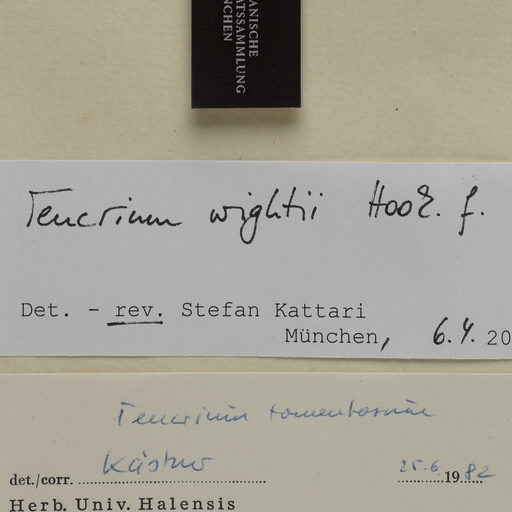 ANISCHE
ATSSAMMLUNG
NCHEN
Teucrium wightii Hook. f.
Det. - rev. Stefan Kattari
München, 6.4. 20
Teucrium tomentosum
det./corr. Kästner 25.6 1982
Herb. Univ. Halensis